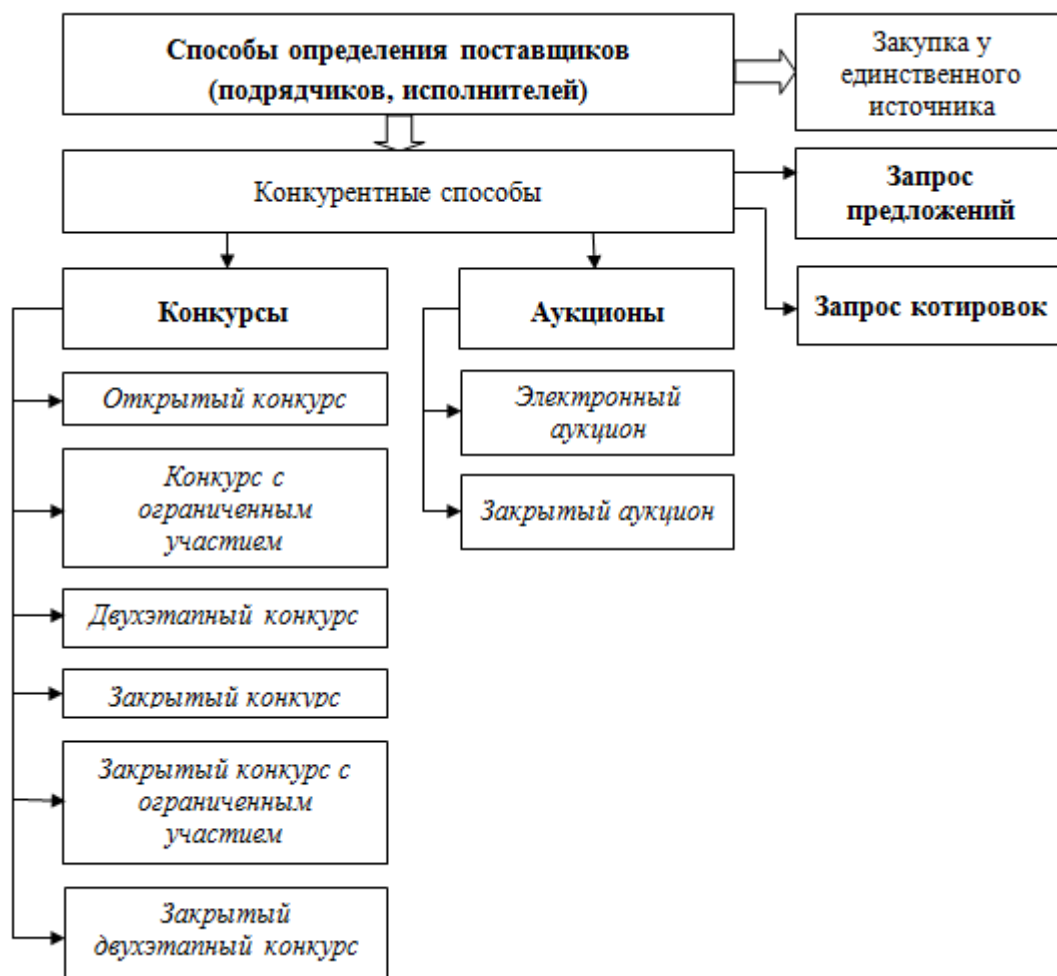 Способы определения поставщиков
(подрядчиков, исполнителей)
Закупка у
единственного
источника
Конкурентные способы
Запрос
предложений
Запрос котировок
Конкурсы
Аукционы
Открытый конкурс
Конкурс с
ограниченным
участием
Двухэтапный конкурс
Закрытый конкурс
Закрытый конкурс с
ограниченным
участием
Закрытый
двухэтапный конкурс
Электронный
аукцион
Закрытый аукцион